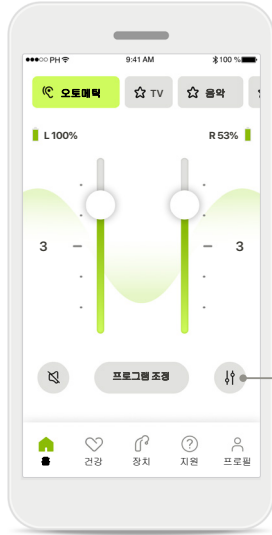 PH 9:41 AM 100 %
오토매틱 TV 음악
L 100% R 53%
3 3
프로그램 조정
홈 건강 장치 지원 프로필